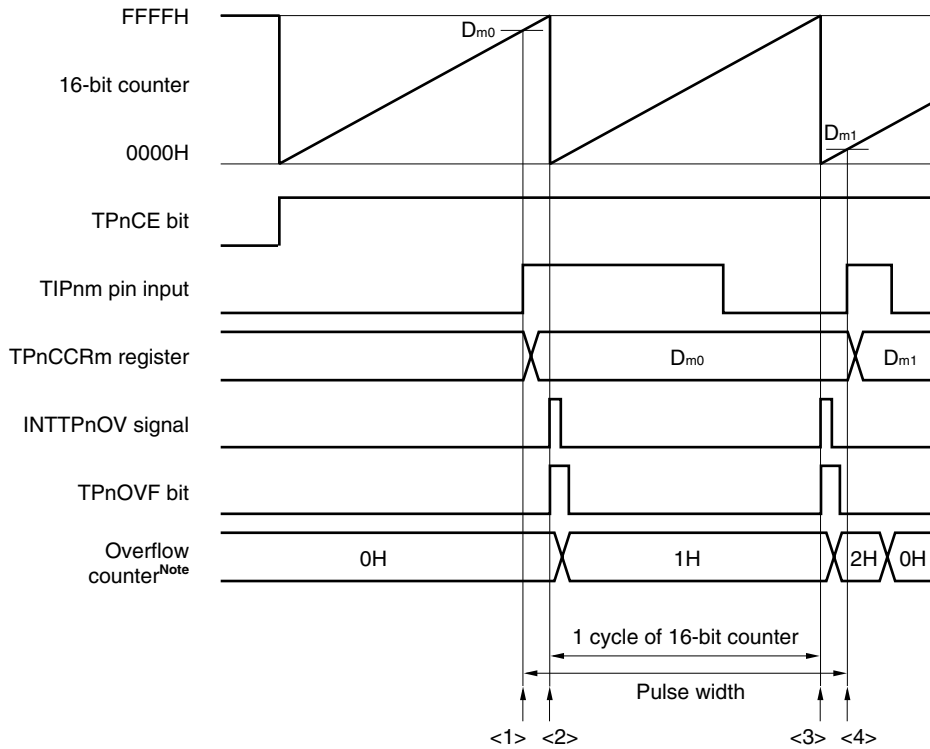 FFFFH
Dm0
16-bit counter
Dm1
0000H
TPnCE bit
TIPnm pin input
TPnCCRm register
Dm0
Dm1
INTTPnOV signal
TPnOVF bit
Overflow
counterNote
0H
1H
2H
0H
1 cycle of 16-bit counter
Pulse width
<1> <2> <3> <4>